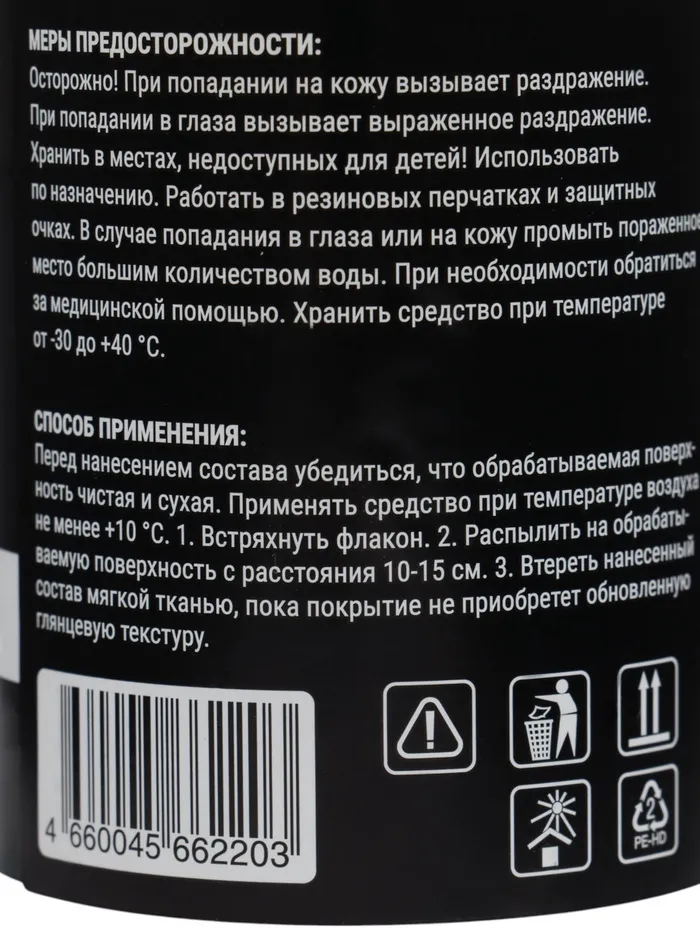 МЕРЫ ПРЕДОСТОРОЖНОСТИ:
Осторожно! При попадании на кожу вызывает раздражение.
При попадании в глаза вызывает выраженное раздражение.
Хранить в местах, недоступных для детей! Использовать
по назначению. Работать в резиновых перчатках и защитных
очках. В случае попадания в глаза или на кожу промыть пораженное
место большим количеством воды. При необходимости обратиться
за медицинской помощью. Хранить средство при температуре
от -30 до +40 °C.
СПОСОБ ПРИМЕНЕНИЯ:
Перед нанесением состава убедиться, что обрабатываемая поверх-
ность чистая и сухая. Применять средство при температуре воздуха
не менее +10 °C. 1. Встряхнуть флакон. 2. Распылить на обрабаты-
ваемую поверхность с расстояния 10-15 см. 3. Втереть нанесенный
состав мягкой тканью, пока покрытие не приобретет обновленную
глянцевую текстуру.
4 660045 662203
2
PE-HD